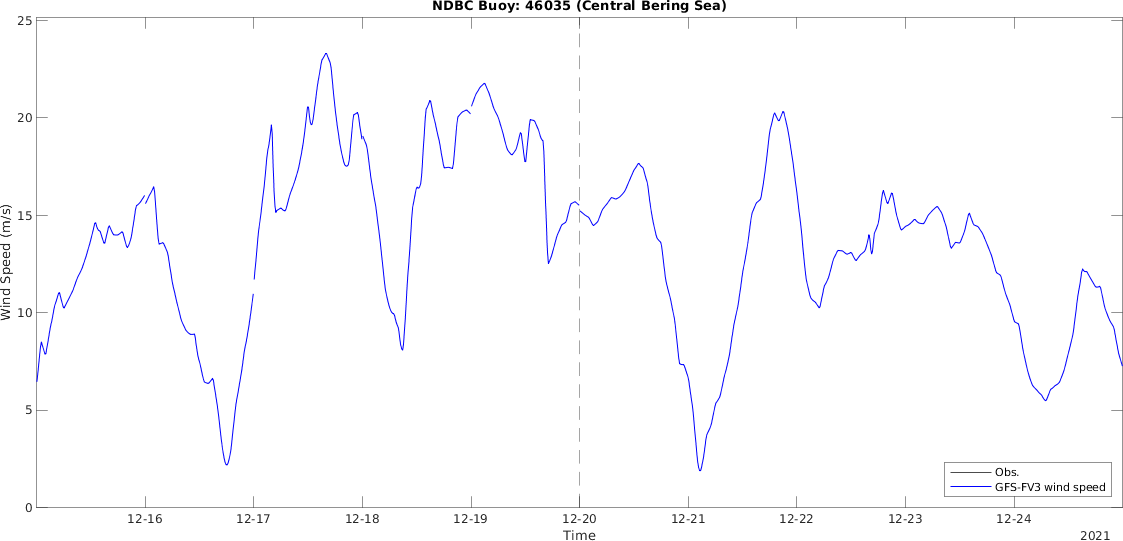 NDBC Buoy: 46035 (Central Bering Sea)
25
20
15
10
5
0
Wind Speed (m/s)
12-16 12-17 12-18 12-19 12-20 12-21 12-22 12-23 12-24
Time
2021
Obs.
GFS-FV3 wind speed